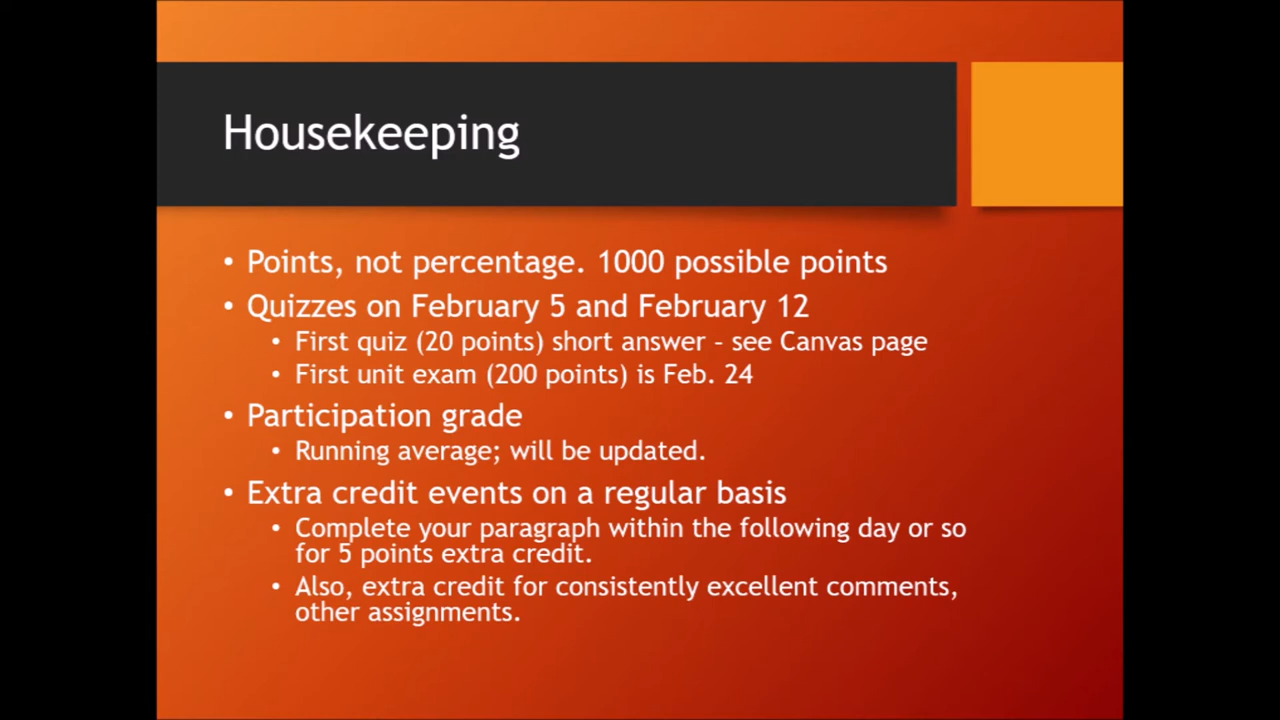 Housekeeping
• Points, not percentage. 1000 possible points
• Quizzes on February 5 and February 12
• First quiz (20 points) short answer – see Canvas page
• First unit exam (200 points) is Feb. 24
• Participation grade
• Running average; will be updated.
• Extra credit events on a regular basis
• Complete your paragraph within the following day or so
for 5 points extra credit.
• Also, extra credit for consistently excellent comments,
other assignments.